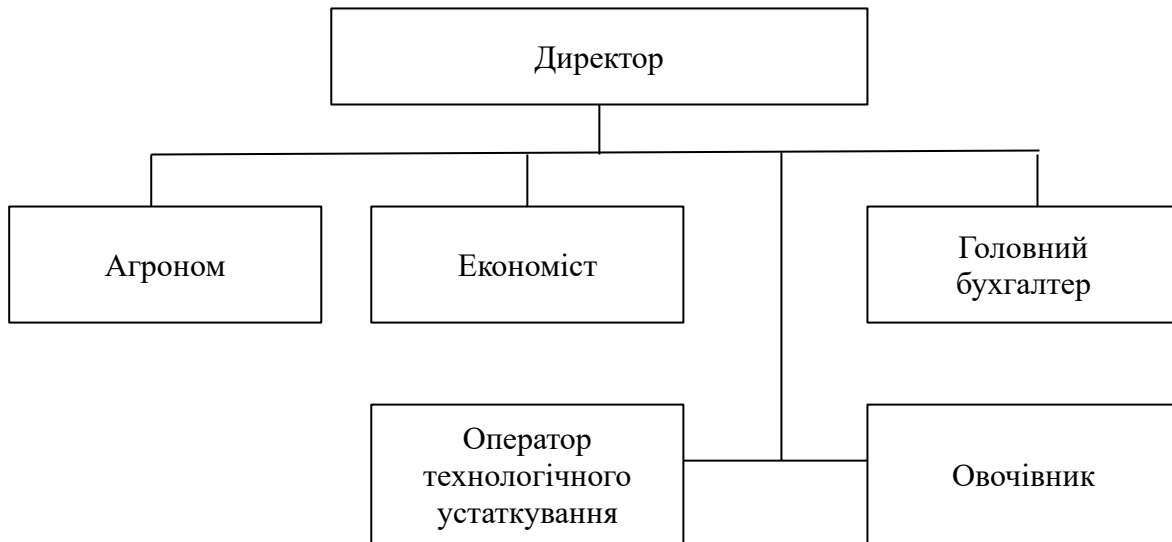 Директор
Агроном
Економіст
Головний
бухгалтер
Оператор
технологічного
устаткування
Овочівник